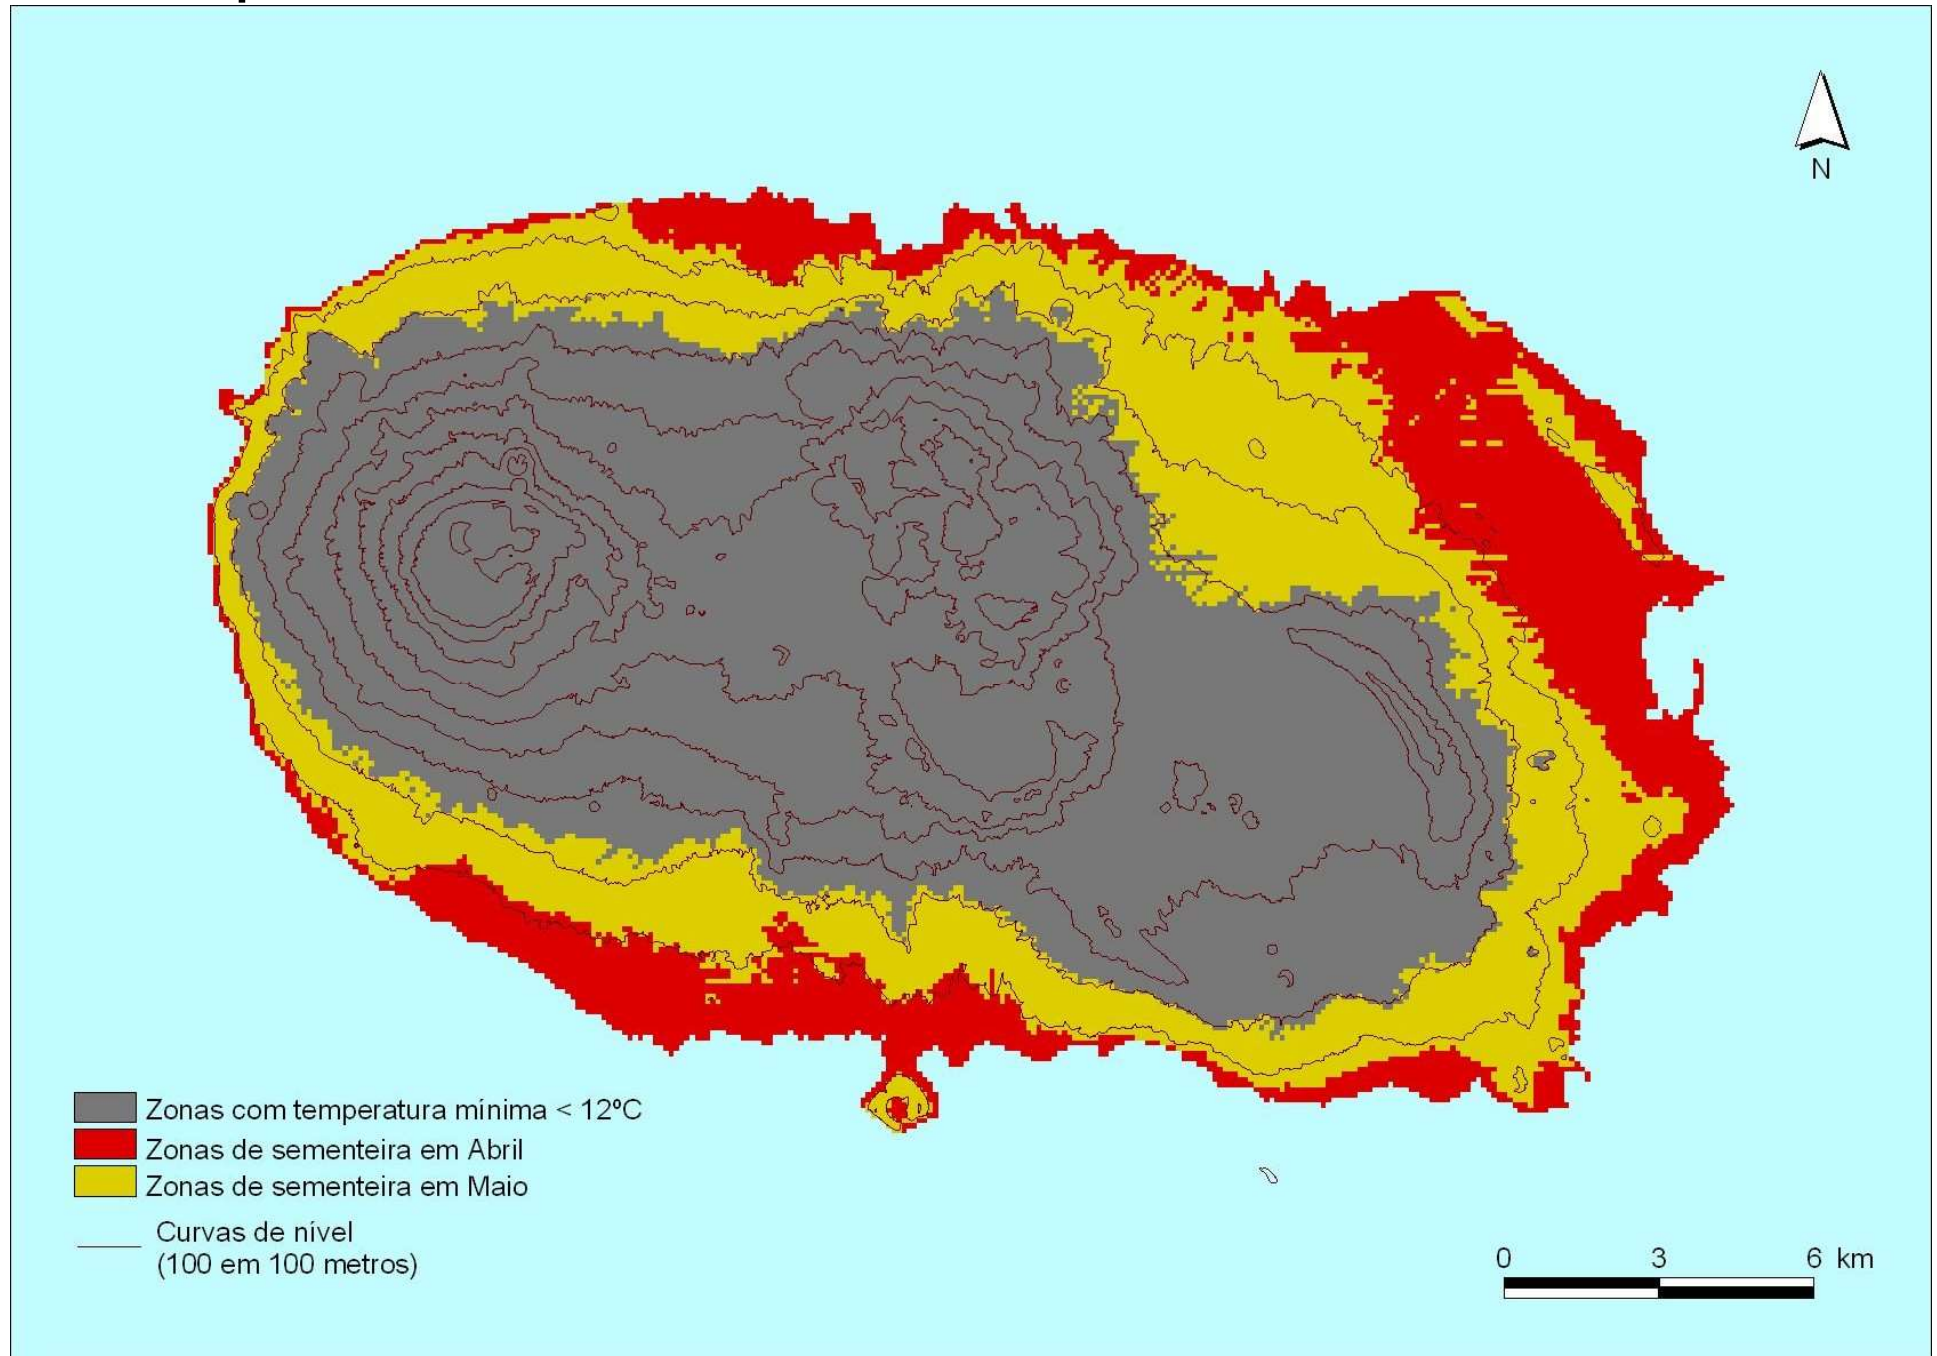 N
Zonas com temperatura mínima < 12ºC
Zonas de sementeira em Abril
Zonas de sementeira em Maio
Curvas de nível
(100 em 100 metros)
0 3 6 km